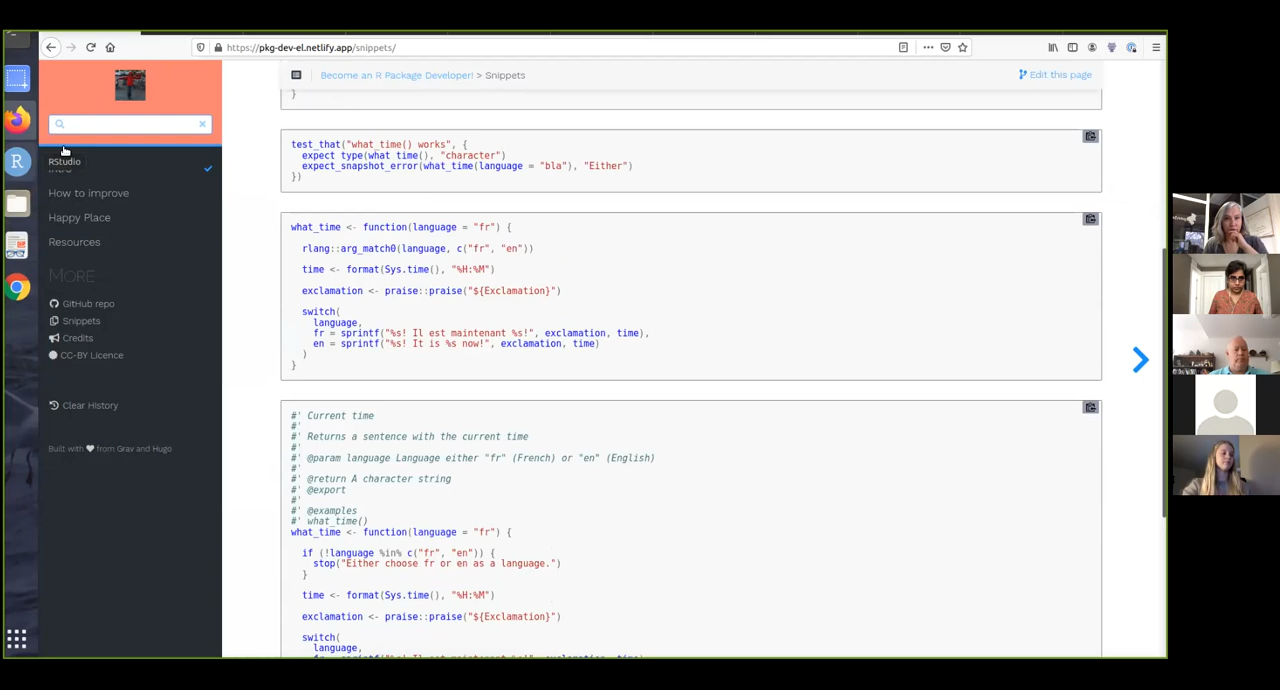 https://pkg-dev-el.netlify.app/snippets/
Become an R Package Developer! > Snippets
Edit this page
RStudio
How to improve
Happy Place
Resources
MORE
GitHub repo
Snippets
Credits
CC-BY Licence
Clear History
Built with ❤ from Grav and Hugo
}
test_that("what_time() works", {
  expect_type(what_time(), "character")
  expect_snapshot_error(what_time(language = "bla"), "Either")
})
what_time <- function(language = "fr") {
  rlang::arg_match0(language, c("fr", "en"))
  time <- format(Sys.time(), "%H:%M")
  exclamation <- praise::praise("${Exclamation}")
  switch(
    language,
    fr = sprintf("%s! Il est maintenant %s!", exclamation, time),
    en = sprintf("%s! It is %s now!", exclamation, time)
  )
}
#' Current time
#'
#' Returns a sentence with the current time
#'
#' @param language Language either "fr" (French) or "en" (English)
#'
#' @return A character string
#' @export
#'
#' @examples
#' what_time()
what_time <- function(language = "fr") {
  if (!language %in% c("fr", "en")) {
    stop("Either choose fr or en as a language.")
  }
  time <- format(Sys.time(), "%H:%M")
  exclamation <- praise::praise("${Exclamation}")
  switch(
    language,